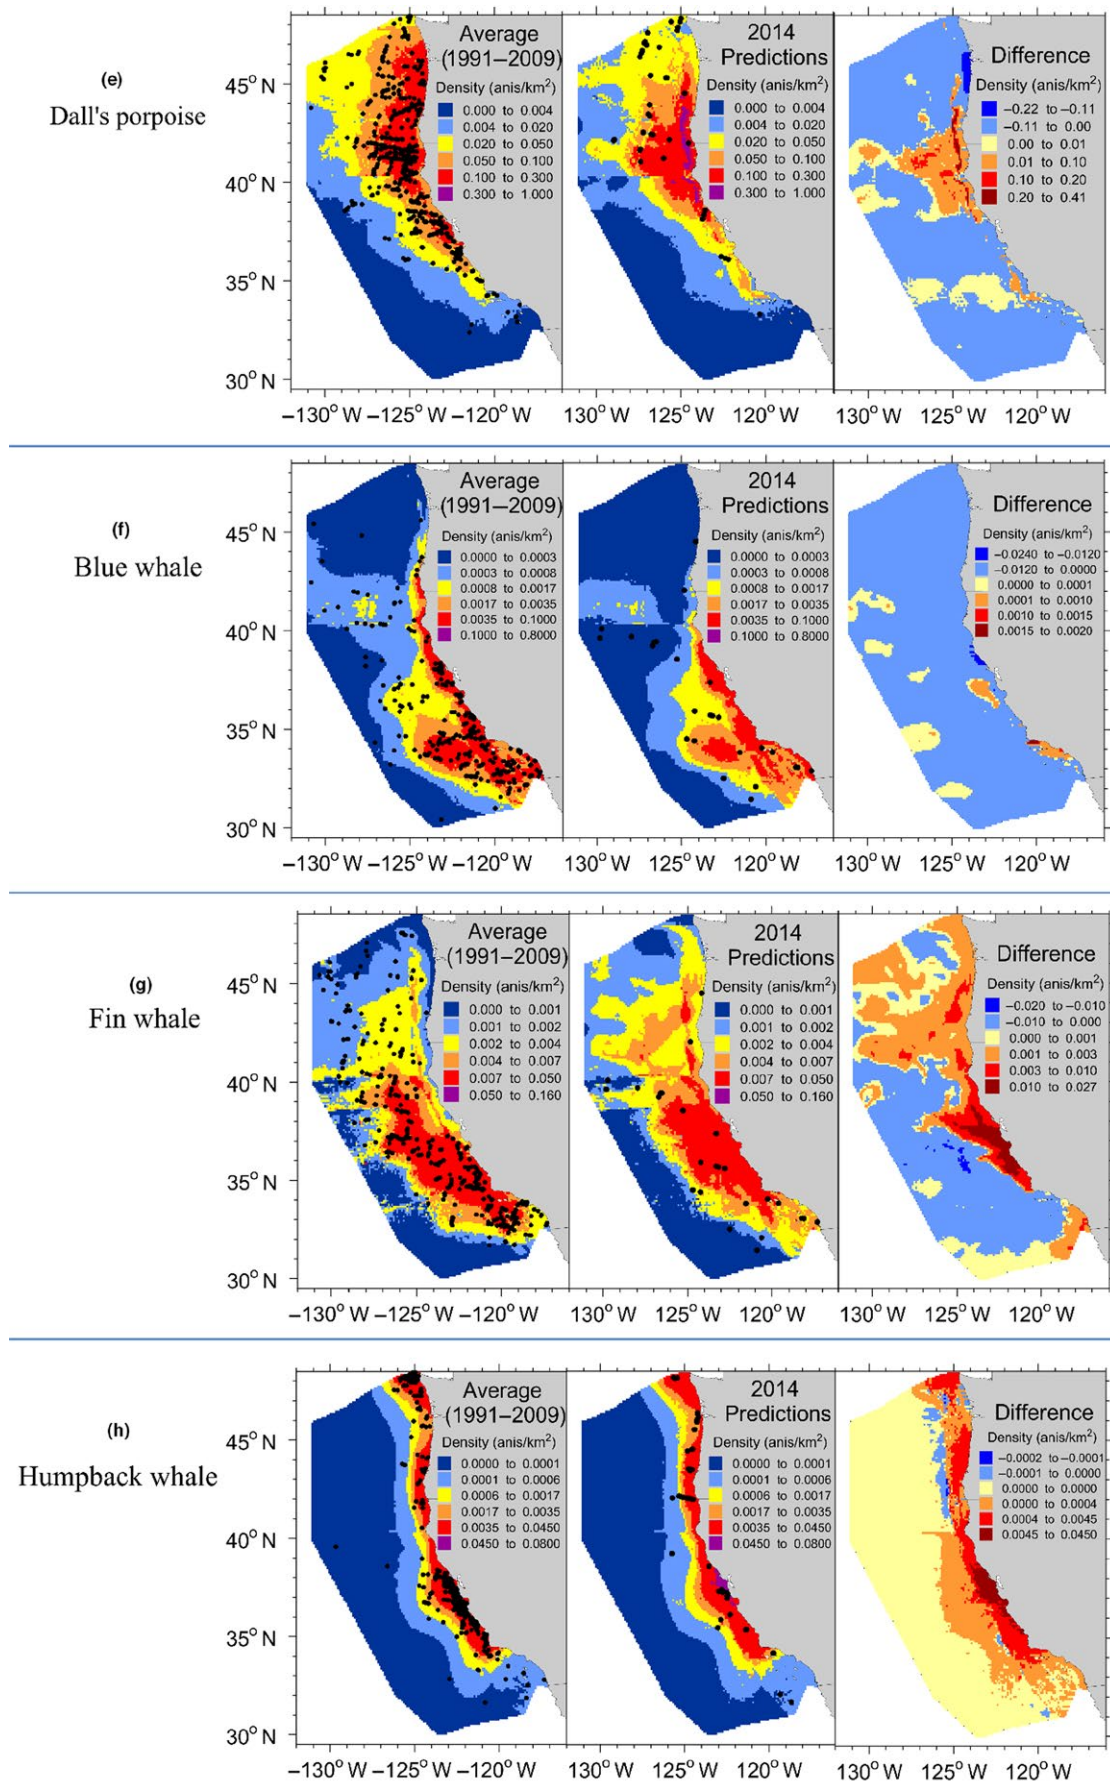 (e)
Dall's porpoise
Average
(1991–2009)
Density (anis/km²)
0.000 to 0.004
0.004 to 0.020
0.020 to 0.050
0.050 to 0.100
0.100 to 0.300
0.300 to 1.000
2014
Predictions
Density (anis/km²)
0.000 to 0.004
0.004 to 0.020
0.020 to 0.050
0.050 to 0.100
0.100 to 0.300
0.300 to 1.000
Difference
Density (anis/km²)
−0.22 to −0.11
−0.11 to 0.00
0.00 to 0.01
0.01 to 0.10
0.10 to 0.20
0.20 to 0.41
45° N
40° N
35° N
30° N
−130° W −125° W −120° W
130° W 125° W 120° W
130° W 125° W 120° W
(f)
Blue whale
Average
(1991–2009)
Density (anis/km²)
0.0000 to 0.0003
0.0003 to 0.0008
0.0008 to 0.0017
0.0017 to 0.0035
0.0035 to 0.1000
0.1000 to 0.8000
2014
Predictions
Density (anis/km²)
0.0000 to 0.0003
0.0003 to 0.0008
0.0008 to 0.0017
0.0017 to 0.0035
0.0035 to 0.1000
0.1000 to 0.8000
Difference
Density (anis/km²)
−0.0240 to −0.0120
−0.0120 to 0.0000
0.0000 to 0.0001
0.0001 to 0.0010
0.0010 to 0.0015
0.0015 to 0.0020
45° N
40° N
35° N
30° N
−130° W −125° W −120° W
130° W 125° W 120° W
130° W 125° W 120° W
(g)
Fin whale
Average
(1991–2009)
Density (anis/km²)
0.000 to 0.001
0.001 to 0.002
0.002 to 0.004
0.004 to 0.007
0.007 to 0.050
0.050 to 0.160
2014
Predictions
Density (anis/km²)
0.000 to 0.001
0.001 to 0.002
0.002 to 0.004
0.004 to 0.007
0.007 to 0.050
0.050 to 0.160
Difference
Density (anis/km²)
−0.020 to −0.010
−0.010 to 0.000
0.000 to 0.001
0.001 to 0.003
0.003 to 0.010
0.010 to 0.027
45° N
40° N
35° N
30° N
−130° W −125° W −120° W
130° W 125° W 120° W
130° W 125° W 120° W
(h)
Humpback whale
Average
(1991–2009)
Density (anis/km²)
0.0000 to 0.0001
0.0001 to 0.0006
0.0006 to 0.0017
0.0017 to 0.0035
0.0035 to 0.0450
0.0450 to 0.0800
2014
Predictions
Density (anis/km²)
0.0000 to 0.0001
0.0001 to 0.0006
0.0006 to 0.0017
0.0017 to 0.0035
0.0035 to 0.0450
0.0450 to 0.0800
Difference
Density (anis/km²)
−0.0002 to −0.0001
−0.0001 to 0.0000
0.0000 to 0.0000
0.0000 to 0.0004
0.0004 to 0.0045
0.0045 to 0.0450
45° N
40° N
35° N
30° N
−130° W −125° W −120° W
130° W 125° W 120° W
130° W 125° W 120° W